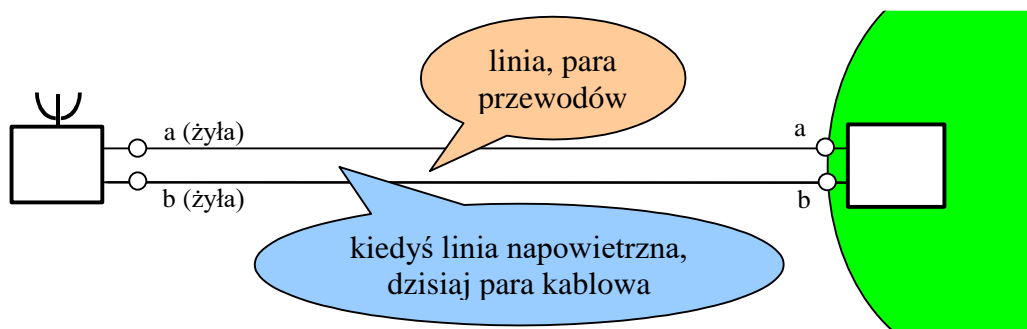 linia, para
przewodów
a (żyła)
a
b (żyła)
b
kiedyś linia napowietrzna,
dzisiaj para kablowa